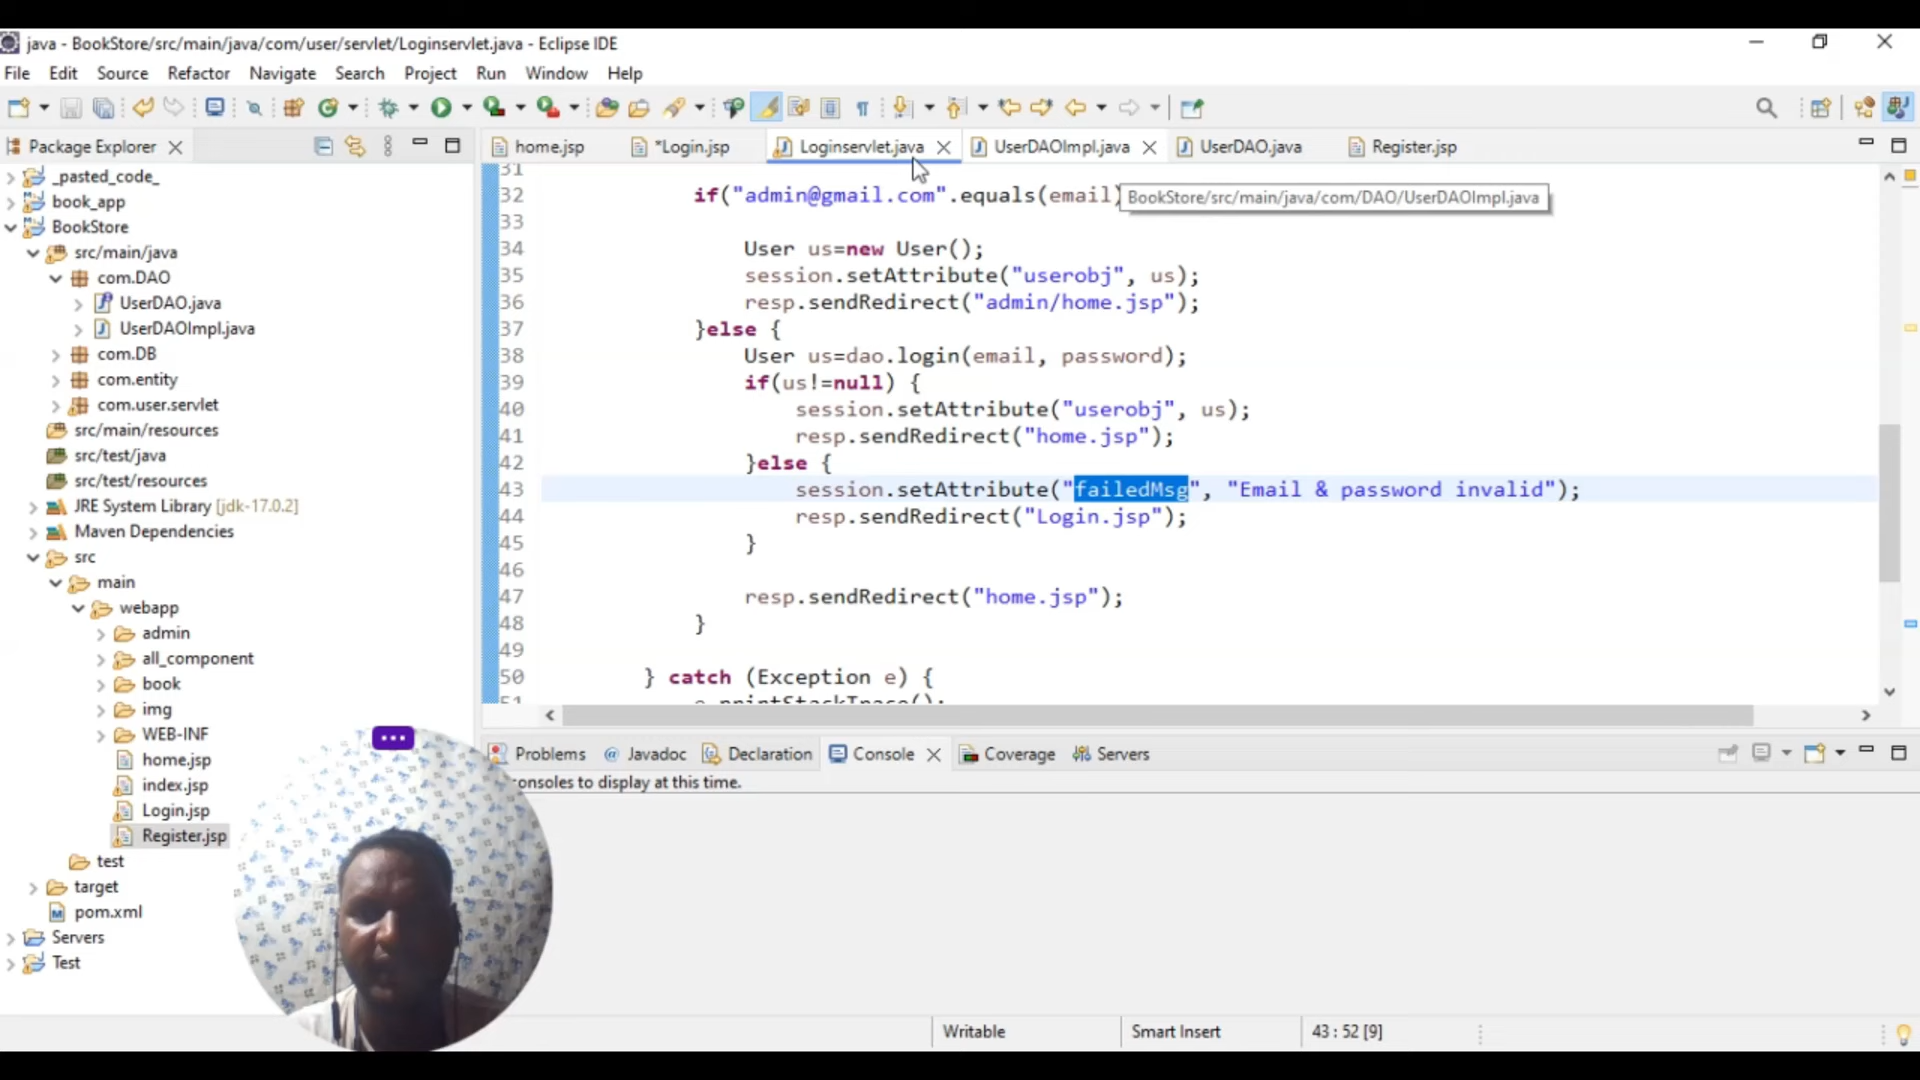 java - BookStore/src/main/java/com/user/servlet/Loginservlet.java - Eclipse IDE
File Edit Source Refactor Navigate Search Project Run Window Help
Package Explorer
home.jsp *Login.jsp Loginservlet.java UserDAOImpl.java UserDAO.java Register.jsp
_pasted_code_
book_app
BookStore
src/main/java
com.DAO
UserDAO.java
UserDAOImpl.java
com.DB
com.entity
com.user.servlet
src/main/resources
src/test/java
src/test/resources
JRE System Library [jdk-17.0.2]
Maven Dependencies
src
main
webapp
admin
all_component
book
img
WEB-INF
home.jsp
index.jsp
Login.jsp
Register.jsp
test
target
pom.xml
Servers
Test
31
32 if("admin@gmail.com".equals(email)
BookStore/src/main/java/com/DAO/UserDAOImpl.java
33
34 User us=new User();
35 session.setAttribute("userobj", us);
36 resp.sendRedirect("admin/home.jsp");
37 }else {
38 User us=dao.login(email, password);
39 if(us!=null) {
40 session.setAttribute("userobj", us);
41 resp.sendRedirect("home.jsp");
42 }else {
43 session.setAttribute("failedMsg", "Email & password invalid");
44 resp.sendRedirect("Login.jsp");
45 }
46
47 resp.sendRedirect("home.jsp");
48 }
49
50 } catch (Exception e) {
51 e.printStackTrace();
Problems @ Javadoc Declaration Console Coverage Servers
onsoles to display at this time.
Writable Smart Insert 43 : 52 [9]